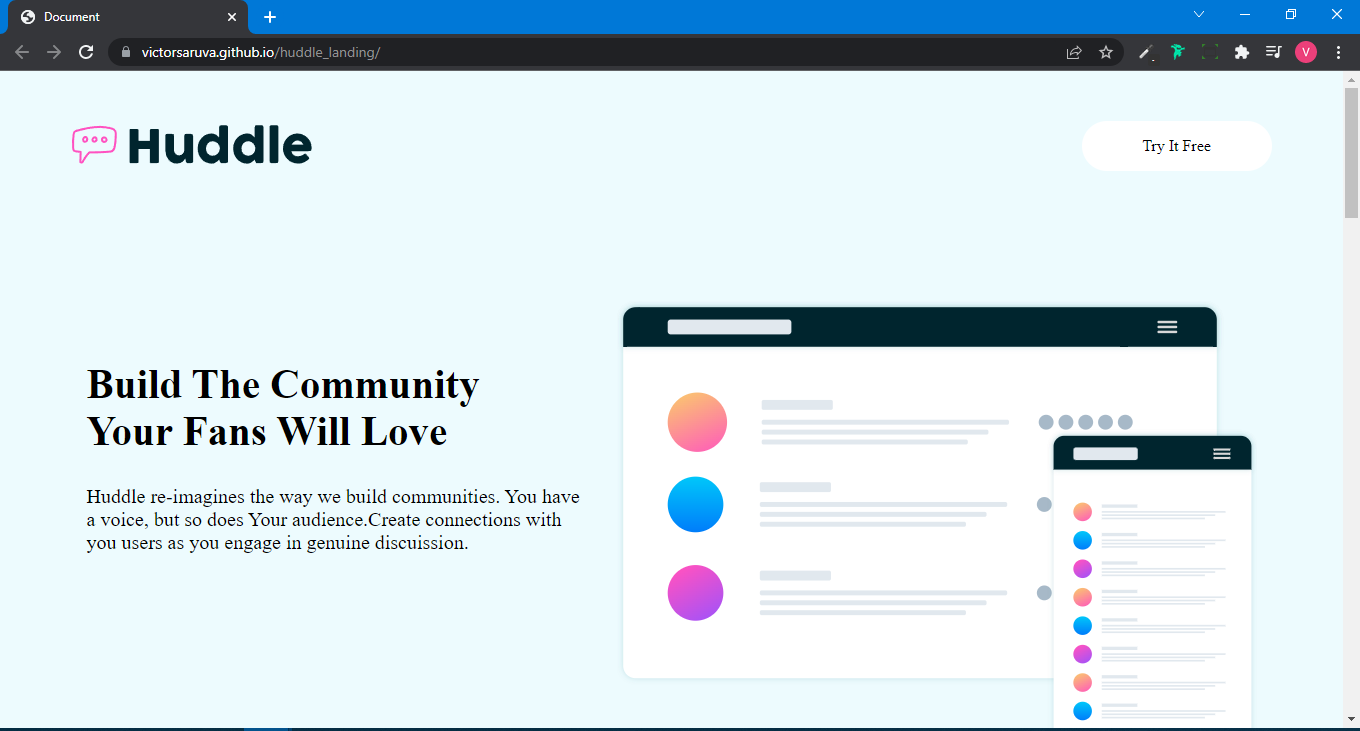 Document
victorsaruva.github.io/huddle_landing/
V
Huddle
Try It Free
Build The Community
Your Fans Will Love
Huddle re-imagines the way we build communities. You have
a voice, but so does Your audience.Create connections with
you users as you engage in genuine discuission.